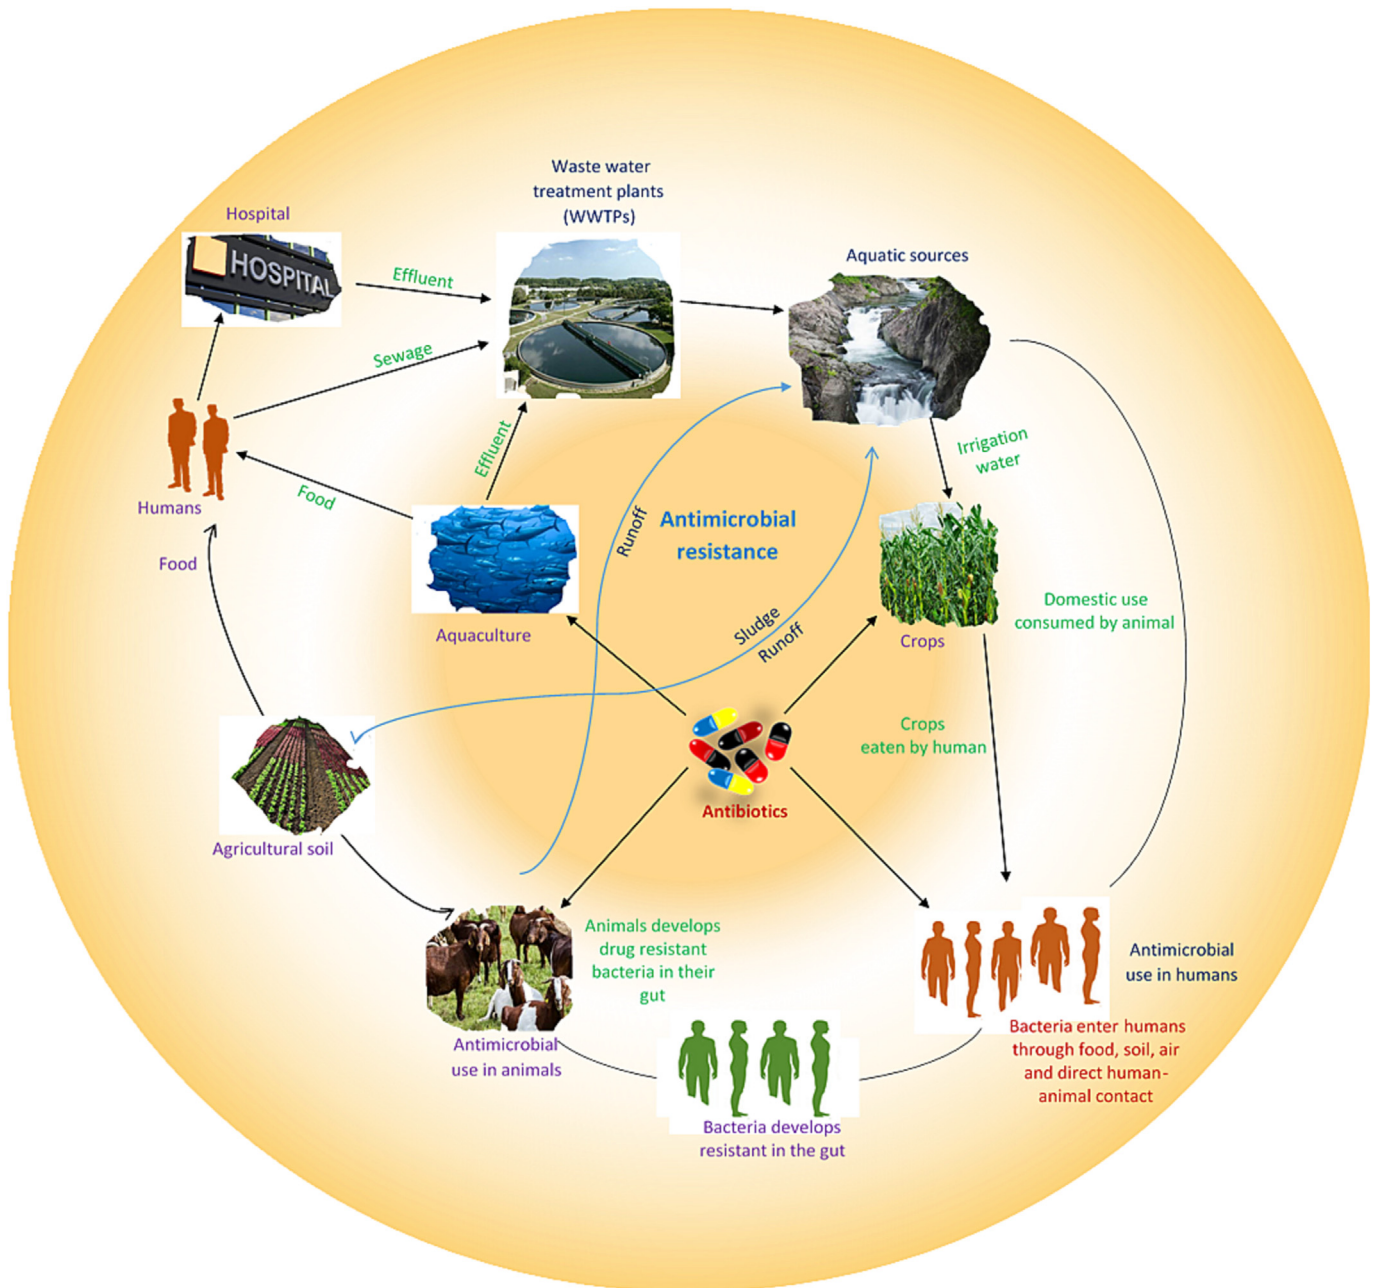 Waste water
treatment plants
(WWTPs)
Hospital
HOSPITAL
Effluent
Aquatic sources
Sewage
Effluent
Irrigation
water
Food
Humans
Runoff
Antimicrobial
resistance
Food
Aquaculture
Sludge
Runoff
Crops
Domestic use
consumed by animal
Crops
eaten by human
Antibiotics
Agricultural soil
Animals develops
drug resistant
bacteria in their
gut
Antimicrobial
use in humans
Antimicrobial
use in animals
Bacteria enter humans
through food, soil, air
and direct human-
animal contact
Bacteria develops
resistant in the gut